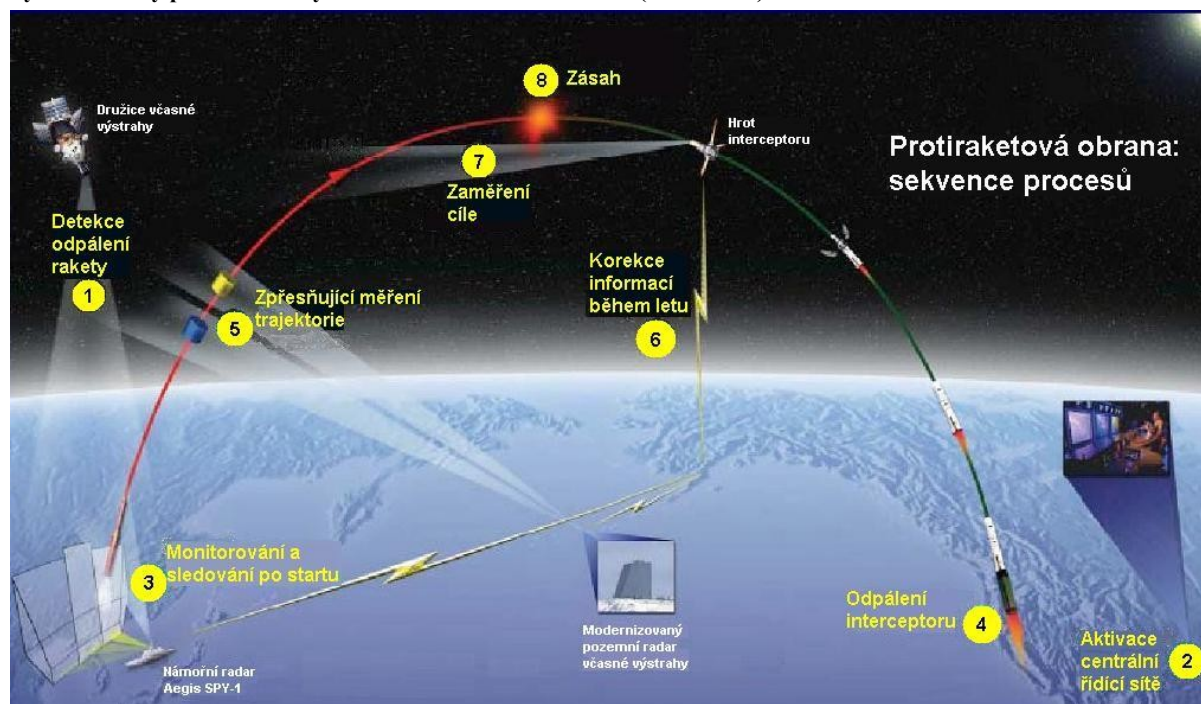 8 Zásah
Družice včasné
výstrahy
Hrot
interceptoru
Protiraketová obrana:
sekvence procesů
7
Zaměření
cíle
Detekce
odpálení
rakety
1
Korekce
informací
během letu
6
Zpřesňující měření
trajektorie
5
Monitorování a
sledování po startu
3
Odpálení
interceptoru
4
Modernizovaný
pozemní radar
včasné výstrahy
Aktivace
centrální
řídící sítě
2
Námořní radar
Aegis SPY-1